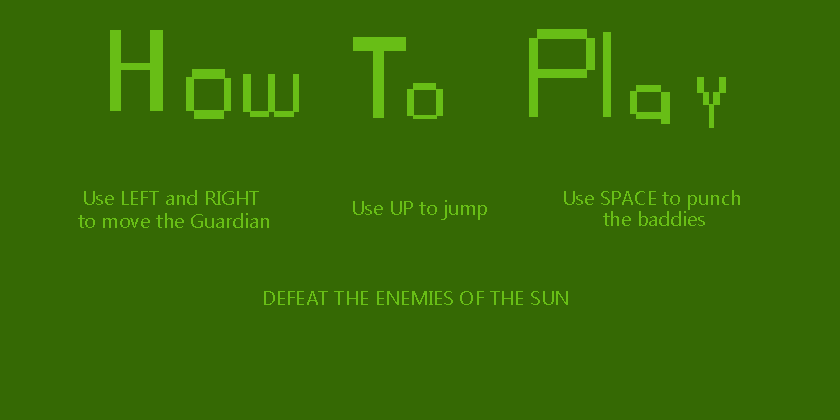 How To Play
Use LEFT and RIGHT
to move the Guardian
Use UP to jump
Use SPACE to punch
the baddies
DEFEAT THE ENEMIES OF THE SUN